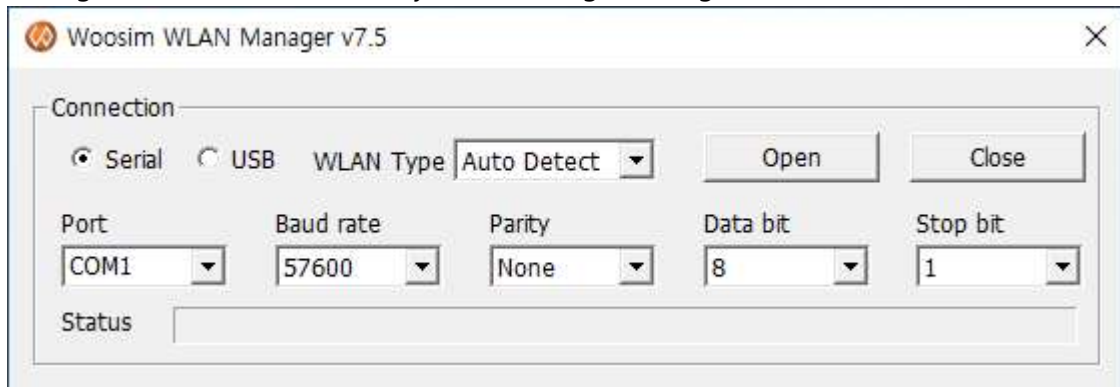 Woosim WLAN Manager v7.5
Connection
Serial USB WLAN Type Auto Detect Open Close
Port Baud rate Parity Data bit Stop bit
COM1 57600 None 8 1
Status